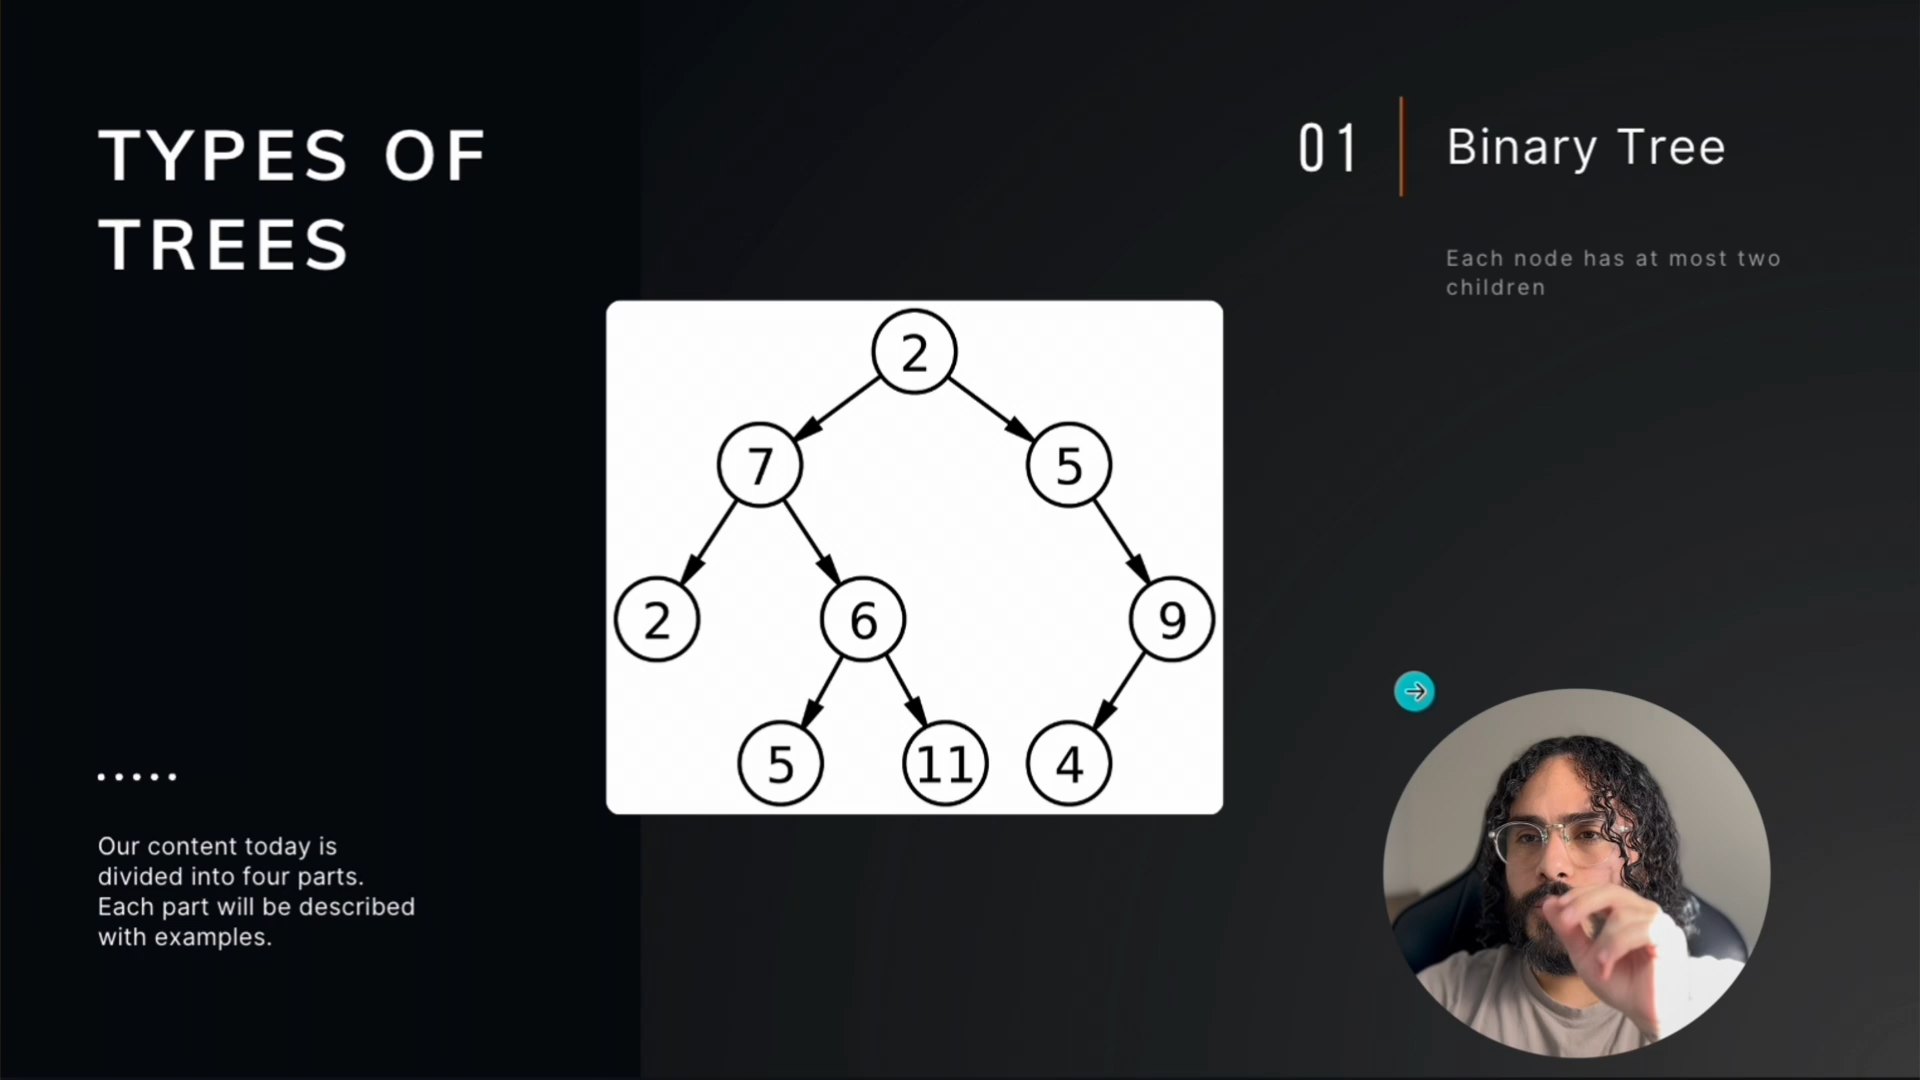 TYPES OF
TREES
01
Binary Tree
Each node has at most two
children
2
7
5
2
6
9
5
11
4
.....
Our content today is
divided into four parts.
Each part will be described
with examples.